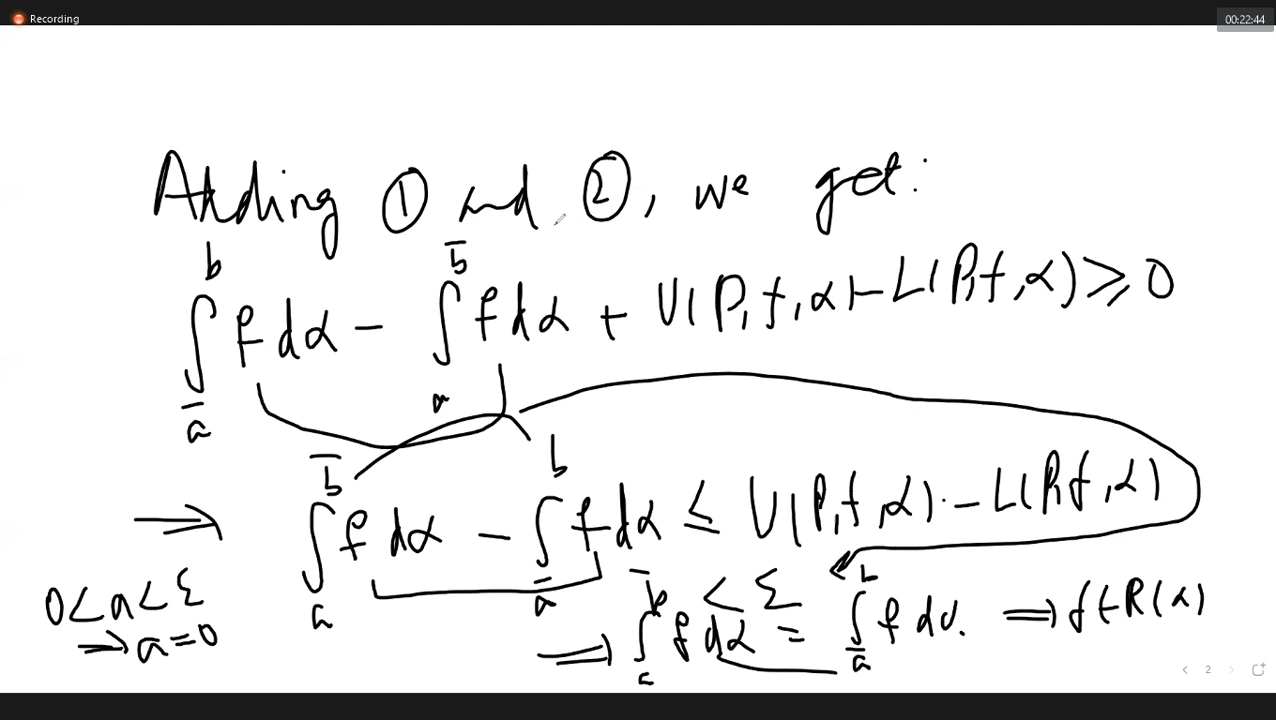 Recording
00:22:44
Adding ① and ②, we get:
∫_a̲^b f dα - ∫_a^b̅ f dα + U(P,f,α) - L(P,f,α) ≥ 0
⟹ ∫_a^b̅ f dα - ∫_a̲^b f dα ≤ U(P,f,α) - L(P,f,α)
< Σ
0 < a < Σ
⟹ a = 0
⟹ ∫_a^b̅ f dα = ∫_a̲^b f dα. ⟹ f ∈ R(α)
2